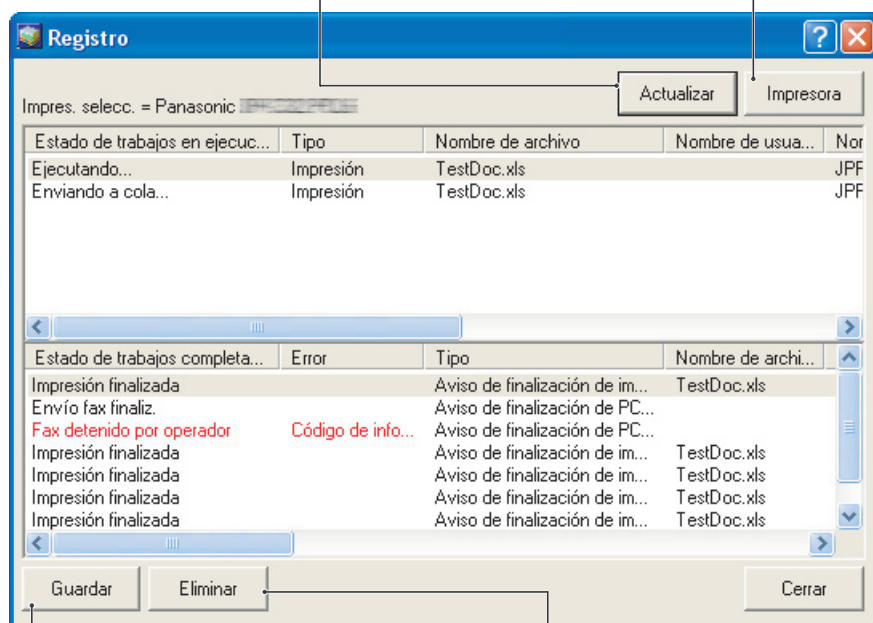 Registro
Impres. selecc. = Panasonic
Actualizar Impresora
Estado de trabajos en ejecuc... Tipo Nombre de archivo Nombre de usua... Nor
Ejecutando... Impresión TestDoc.xls JPF
Enviando a cola... Impresión TestDoc.xls JPF
Estado de trabajos completa... Error Tipo Nombre de archi...
Impresión finalizada Aviso de finalización de im... TestDoc.xls
Envío fax finaliz. Aviso de finalización de PC...
Fax detenido por operador Código de info... Aviso de finalización de PC...
Impresión finalizada Aviso de finalización de im... TestDoc.xls
Impresión finalizada Aviso de finalización de im... TestDoc.xls
Impresión finalizada Aviso de finalización de im... TestDoc.xls
Impresión finalizada Aviso de finalización de im... TestDoc.xls
Guardar Eliminar Cerrar